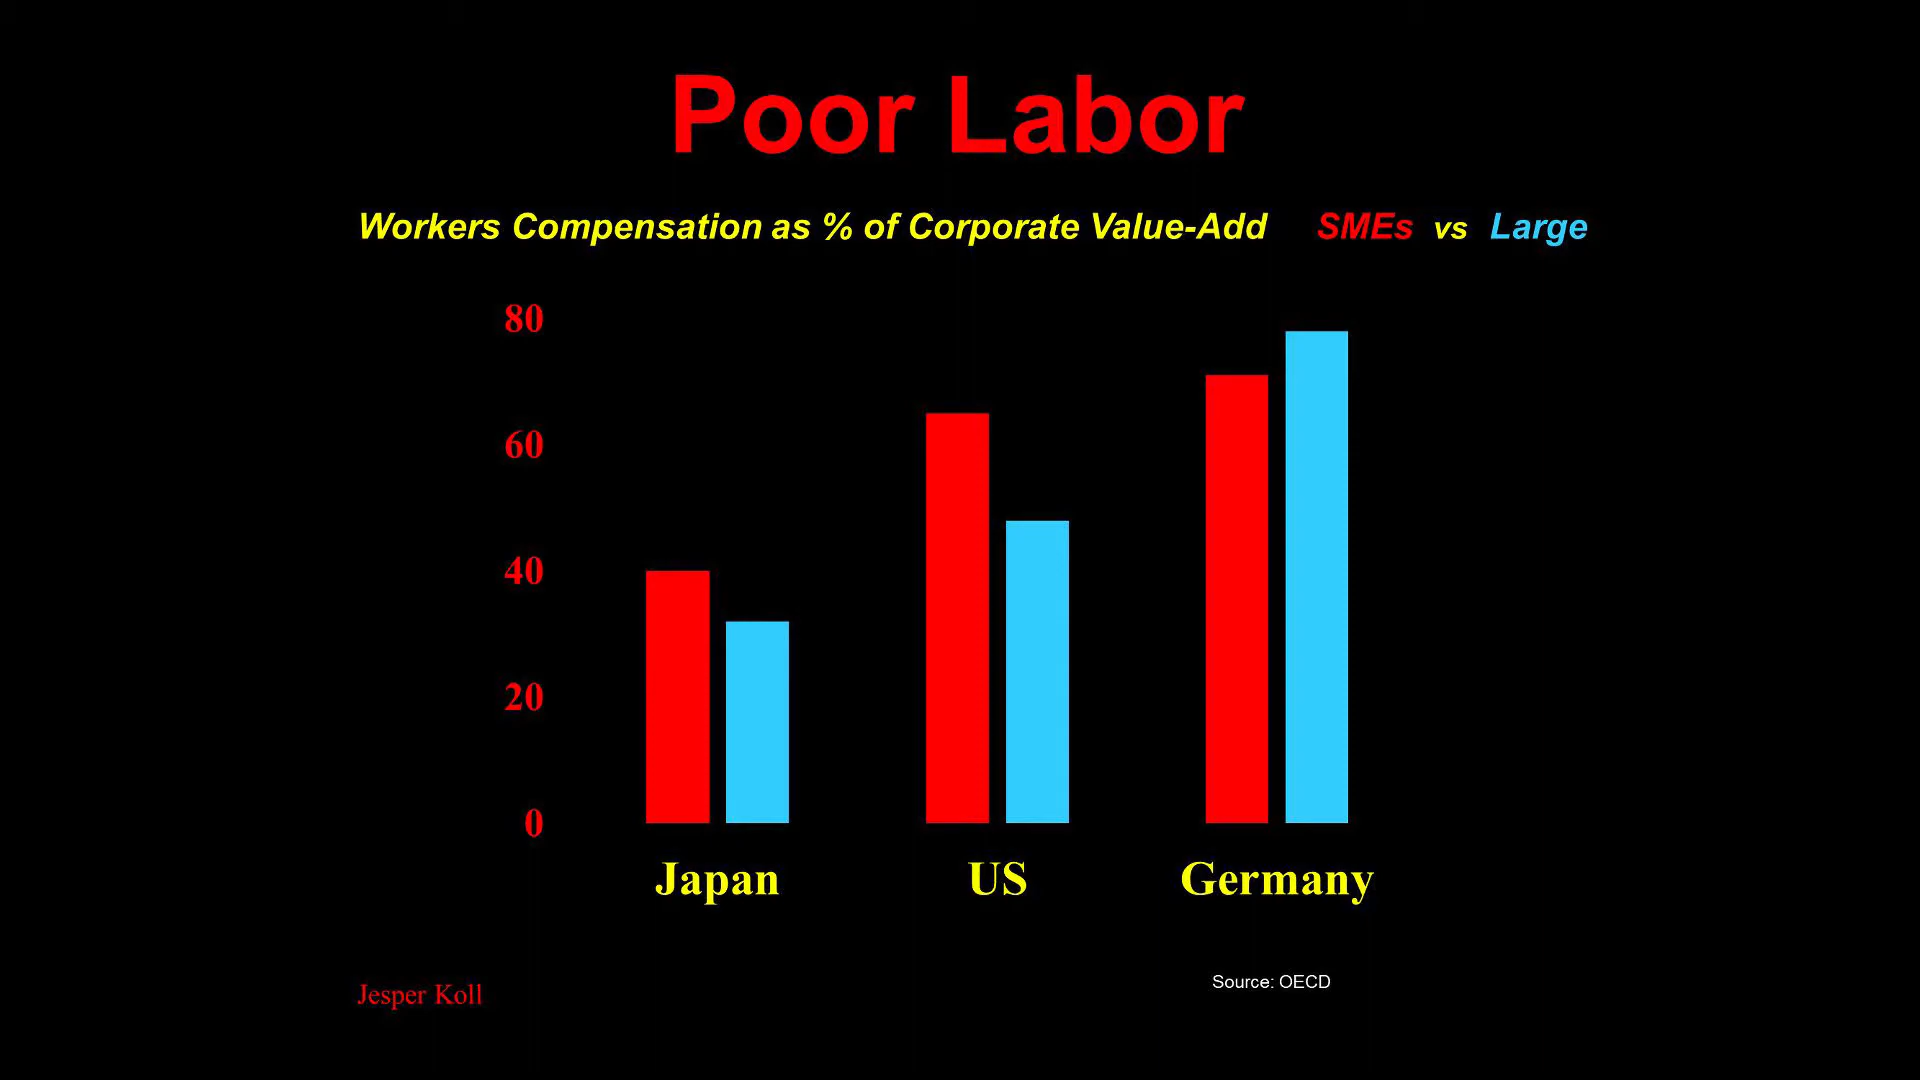 Poor Labor
Workers Compensation as % of Corporate Value-Add SMEs vs Large
80
60
40
20
0
Japan US Germany
Jesper Koll
Source: OECD